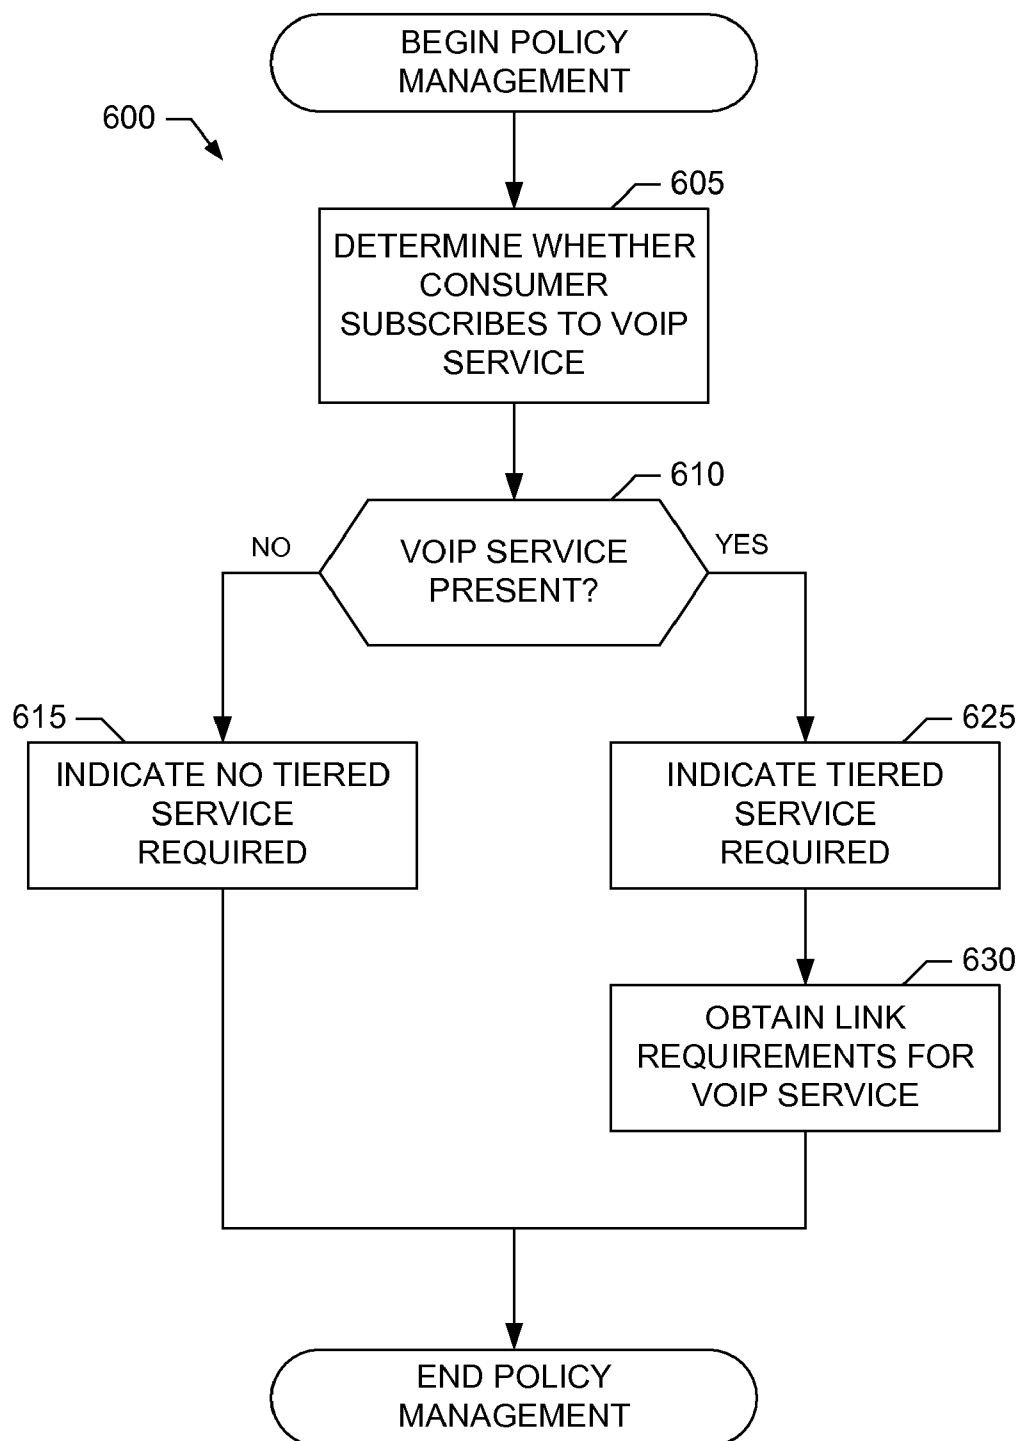 BEGIN POLICY
MANAGEMENT
600
605
DETERMINE WHETHER
CONSUMER
SUBSCRIBES TO VOIP
SERVICE
610
NO
VOIP SERVICE
PRESENT?
YES
615
INDICATE NO TIERED
SERVICE
REQUIRED
625
INDICATE TIERED
SERVICE
REQUIRED
630
OBTAIN LINK
REQUIREMENTS FOR
VOIP SERVICE
END POLICY
MANAGEMENT